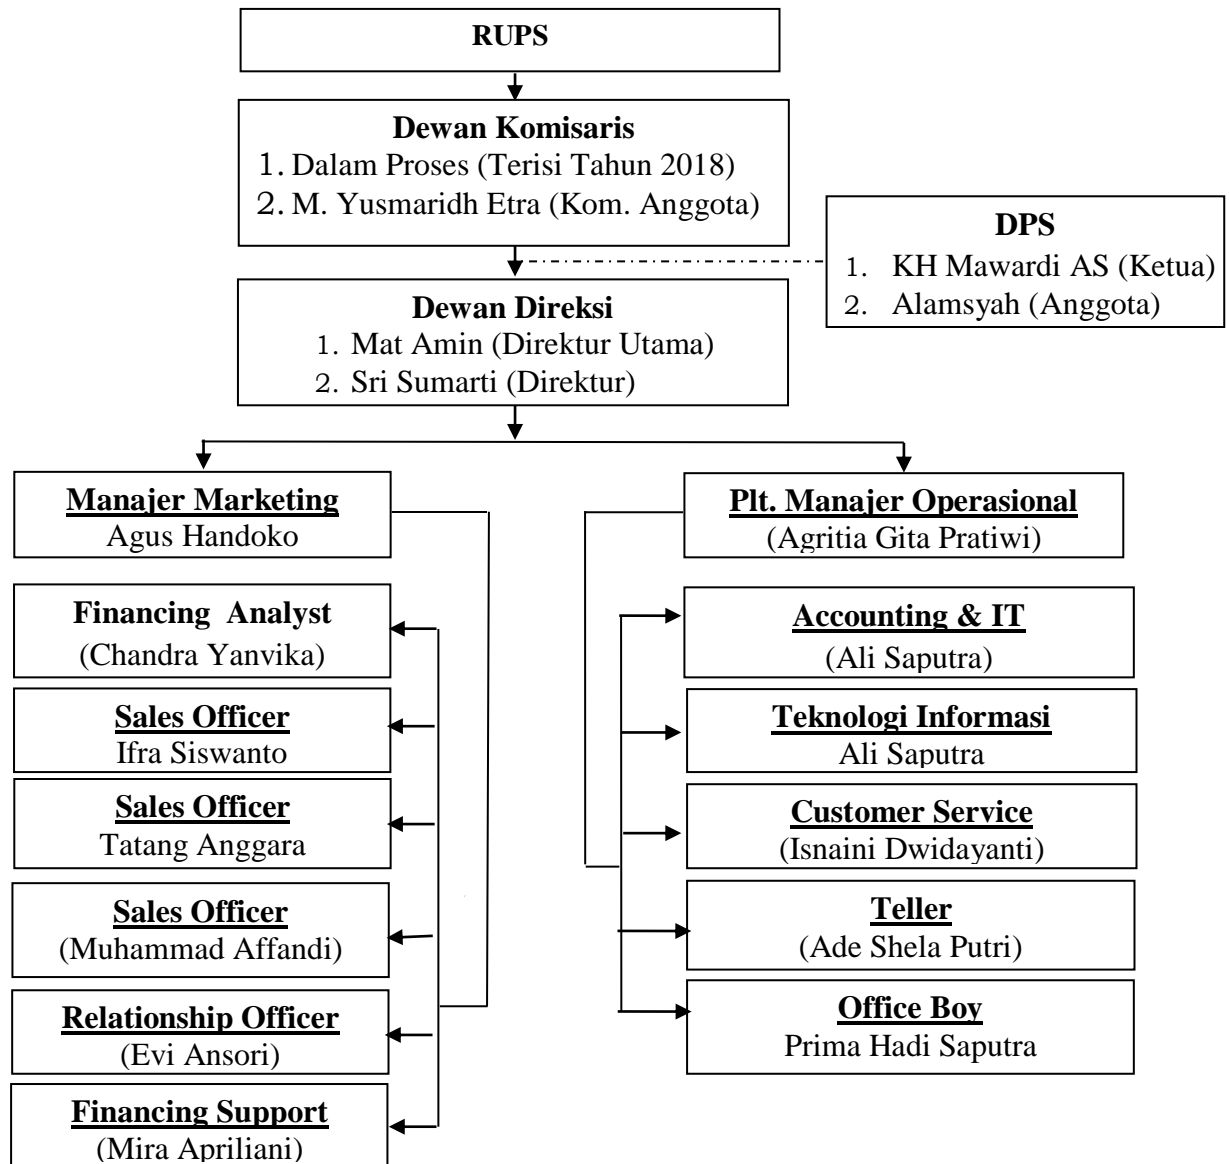 RUPS
Dewan Komisaris
1. Dalam Proses (Terisi Tahun 2018)
2. M. Yusmaridh Etra (Kom. Anggota)
DPS
1. KH Mawardi AS (Ketua)
2. Alamsyah (Anggota)
Dewan Direksi
1. Mat Amin (Direktur Utama)
2. Sri Sumarti (Direktur)
Manajer Marketing
Agus Handoko
Financing Analyst
(Chandra Yanvika)
Sales Officer
Ifra Siswanto
Sales Officer
Tatang Anggara
Sales Officer
(Muhammad Affandi)
Relationship Officer
(Evi Ansori)
Financing Support
(Mira Apriliani)
Plt. Manajer Operasional
(Agritia Gita Pratiwi)
Accounting & IT
(Ali Saputra)
Teknologi Informasi
Ali Saputra
Customer Service
(Isnaini Dwidayanti)
Teller
(Ade Shela Putri)
Office Boy
Prima Hadi Saputra